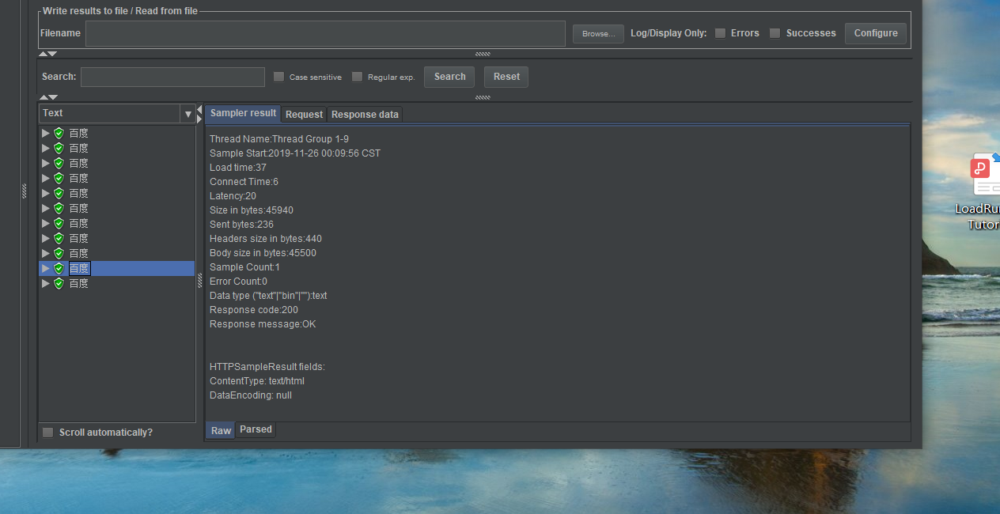 Write results to file / Read from file
Filename Browse... Log/Display Only: Errors Successes Configure
Search: Case sensitive Regular exp. Search Reset
Text
百度
百度
百度
百度
百度
百度
百度
百度
百度
百度
百度
Scroll automatically?
Sampler result Request Response data
Thread Name:Thread Group 1-9
Sample Start:2019-11-26 00:09:56 CST
Load time:37
Connect Time:6
Latency:20
Size in bytes:45940
Sent bytes:236
Headers size in bytes:440
Body size in bytes:45500
Sample Count:1
Error Count:0
Data type ("text"|"bin"|""):text
Response code:200
Response message:OK
HTTPSampleResult fields:
ContentType: text/html
DataEncoding: null
Raw Parsed
LoadRu
Tutor